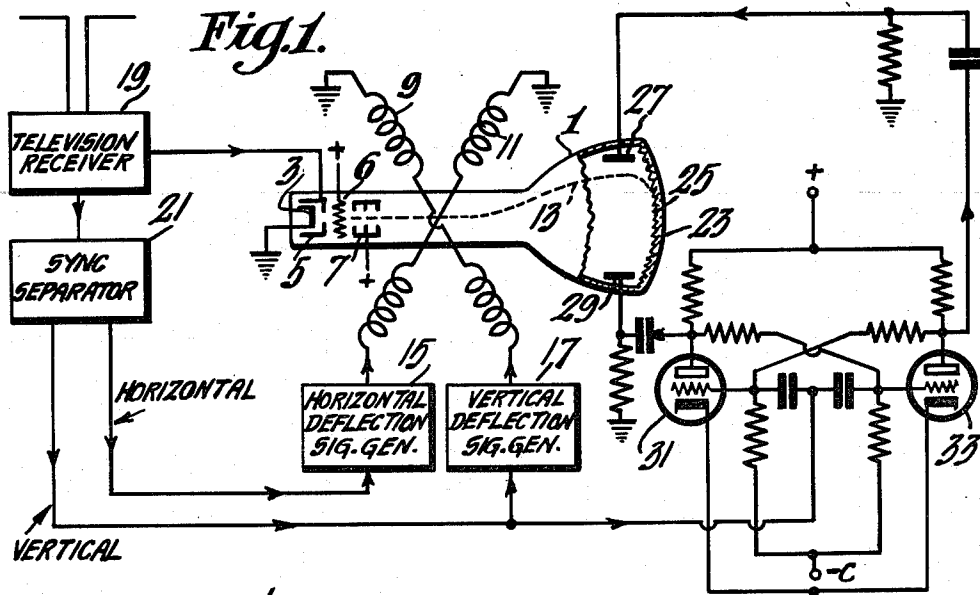 Fig.1.
19
TELEVISION
RECEIVER
21
SYNC
SEPARATOR
HORIZONTAL
VERTICAL
3
5
+
6
7
+
9
11
1
13
27
25
23
29
15
HORIZONTAL
DEFLECTION
SIG.GEN.
17
VERTICAL
DEFLECTION
SIG.GEN.
+
31
33
-C